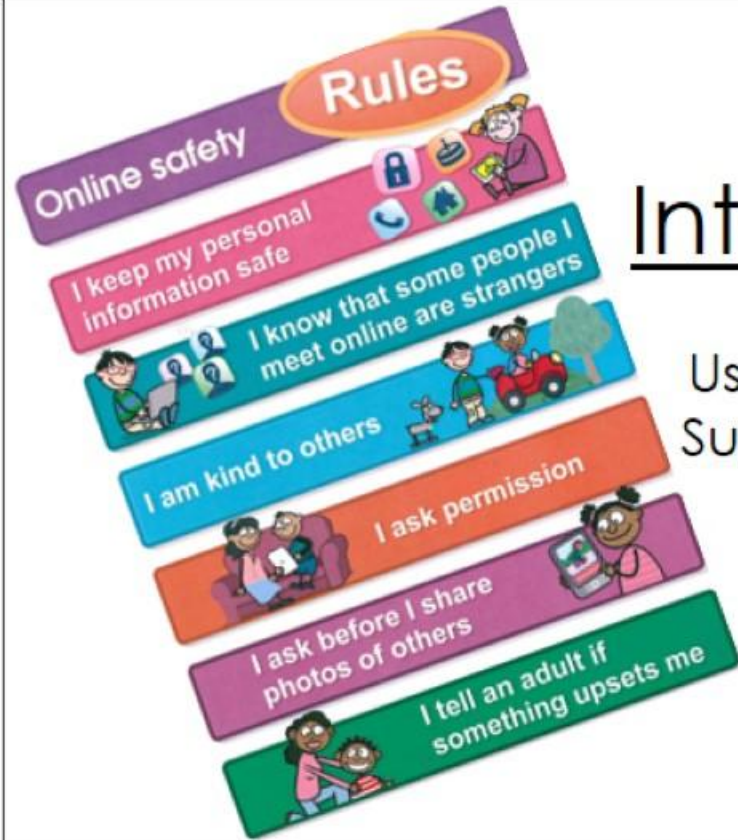 Online safety Rules
I keep my personal
information safe
I know that some people I
meet online are strangers
I am kind to others
I ask permission
I ask before I share
photos of others
I tell an adult if
something upsets me
Int
Us
Su